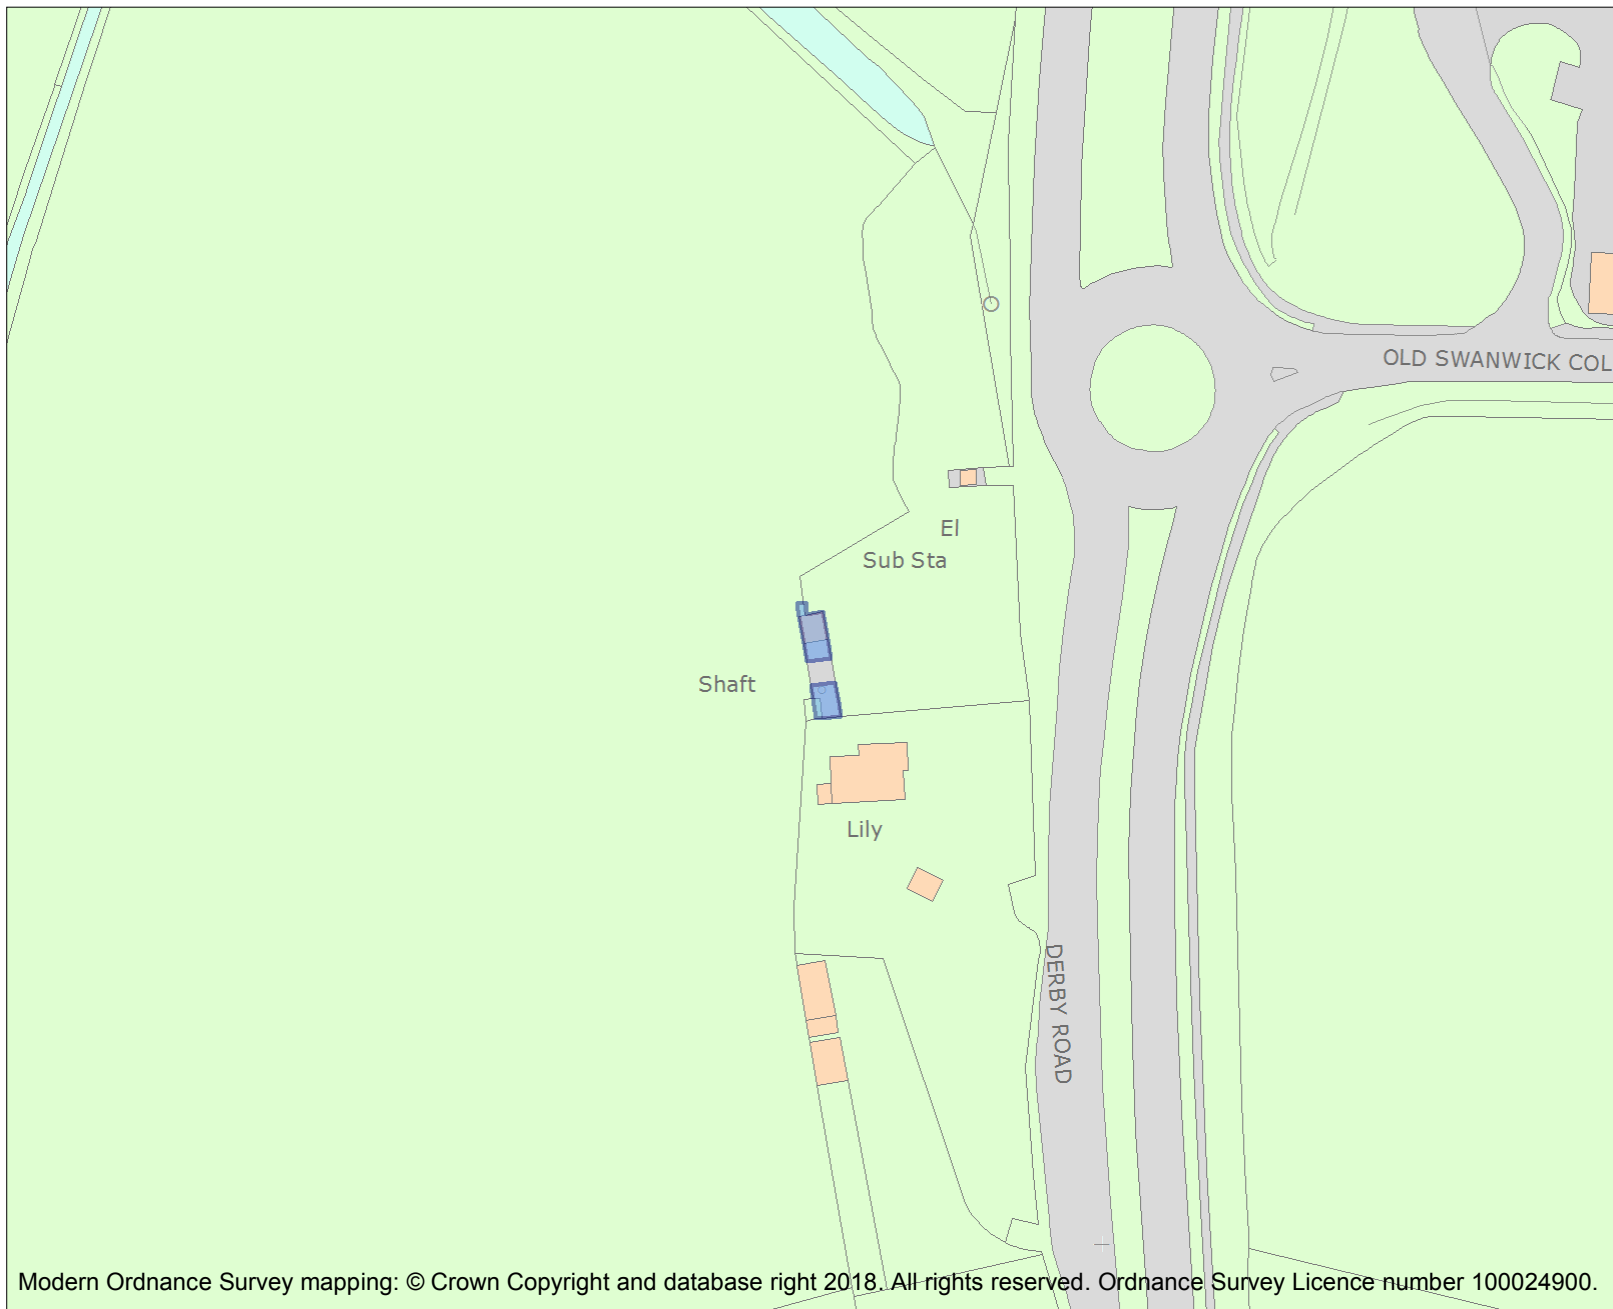 OLD SWANWICK COL
El
Sub Sta
Shaft
Lily
DERBY ROAD
Modern Ordnance Survey mapping: © Crown Copyright and database right 2018. All rights reserved. Ordnance Survey Licence number 100024900.